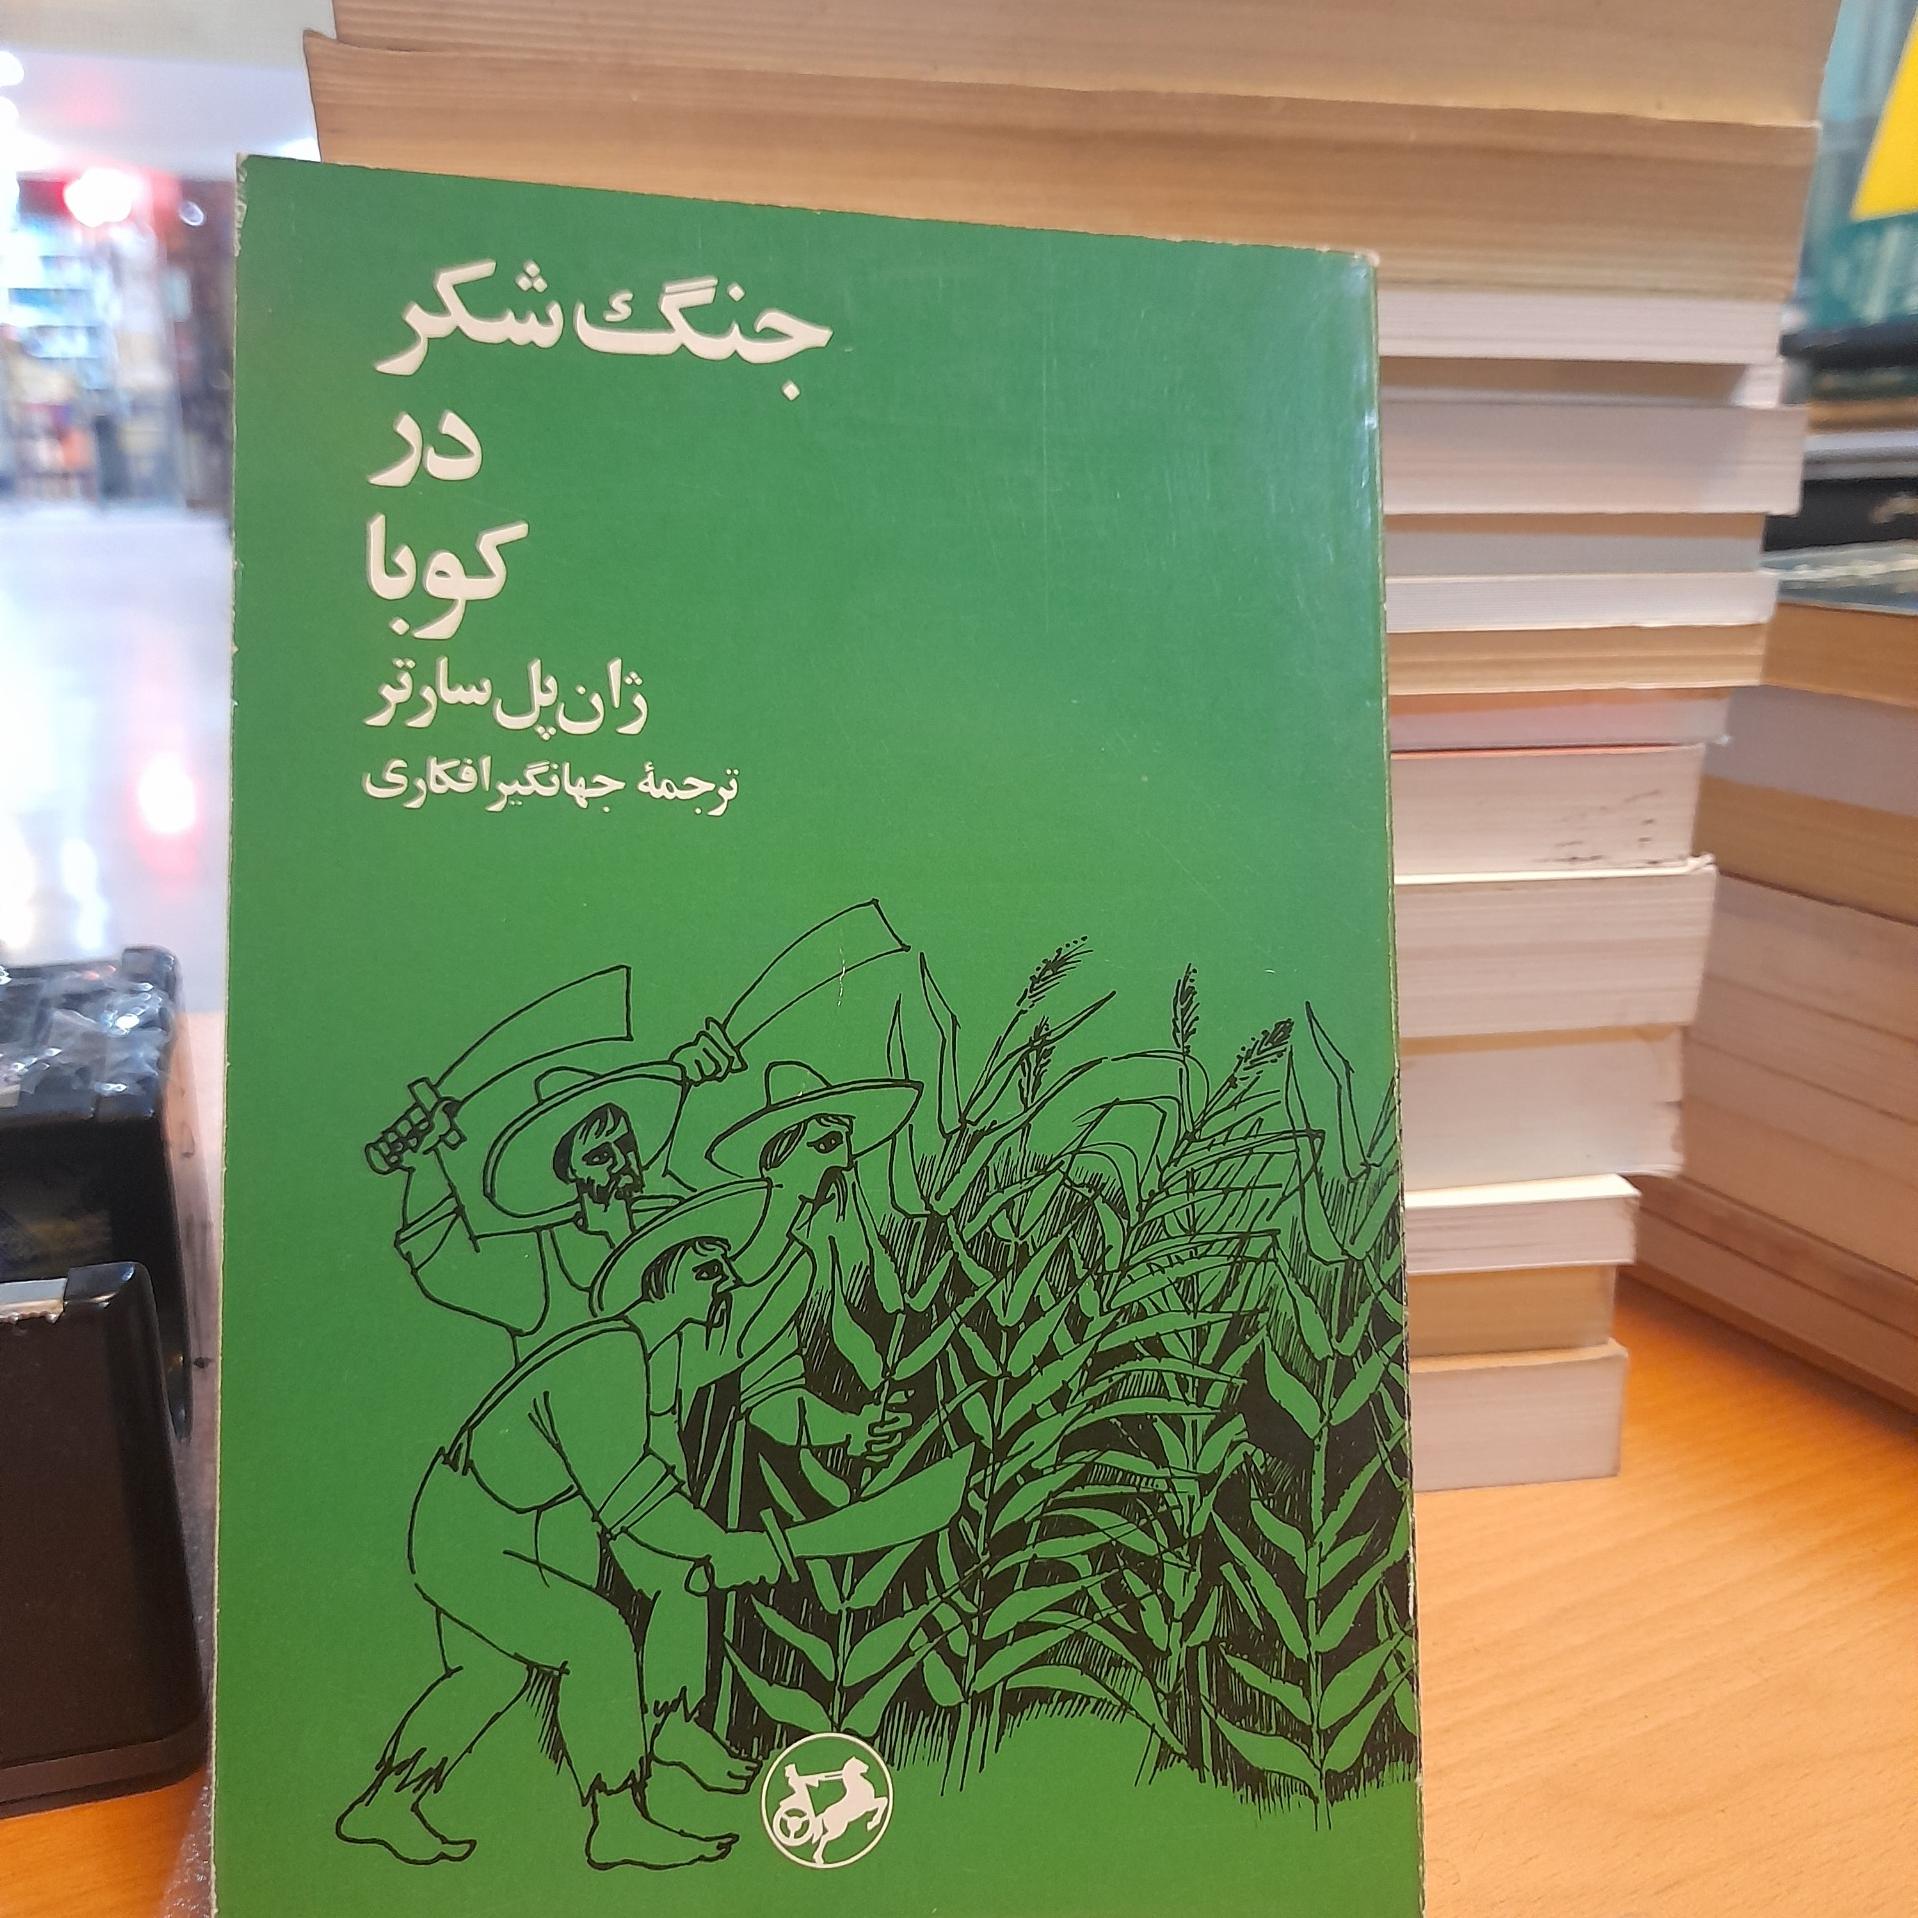 جنگ شکر
در
کوبا
ژان پل سارتر
ترجمهٔ جهانگیر افکاری